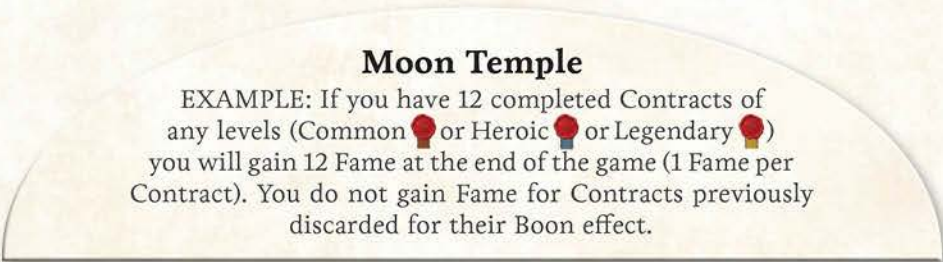 Moon Temple
EXAMPLE: If you have 12 completed Contracts of
any levels (Common or Heroic or Legendary )
you will gain 12 Fame at the end of the game (1 Fame per
Contract). You do not gain Fame for Contracts previously
discarded for their Boon effect.